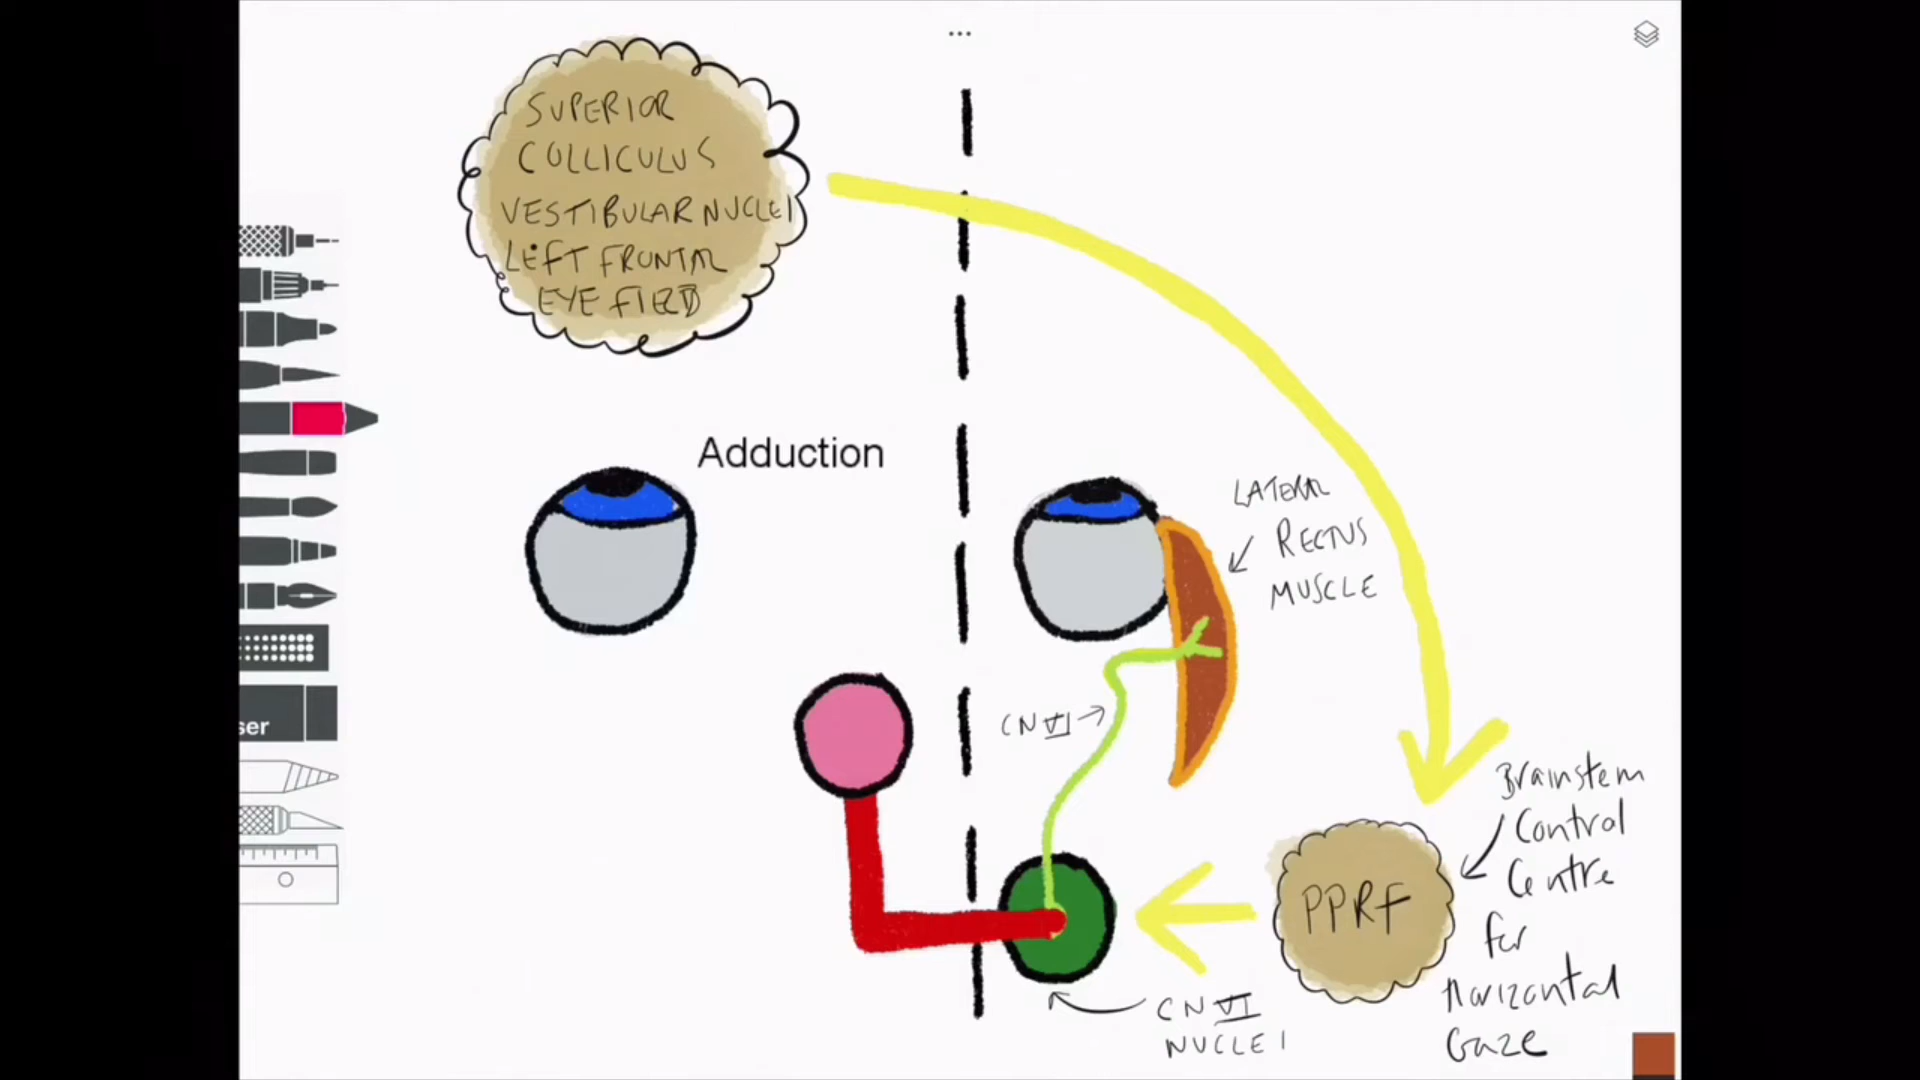 SUPERIOR
COLLICULUS
VESTIBULAR NUCLEI
LEFT FRONTAL
EYE FIELD
Adduction
LATERAL
RECTUS
MUSCLE
CN VI
Brainstem
Control
Centre
for
Horizontal
Gaze
PPRF
CN VI
NUCLEI
ser